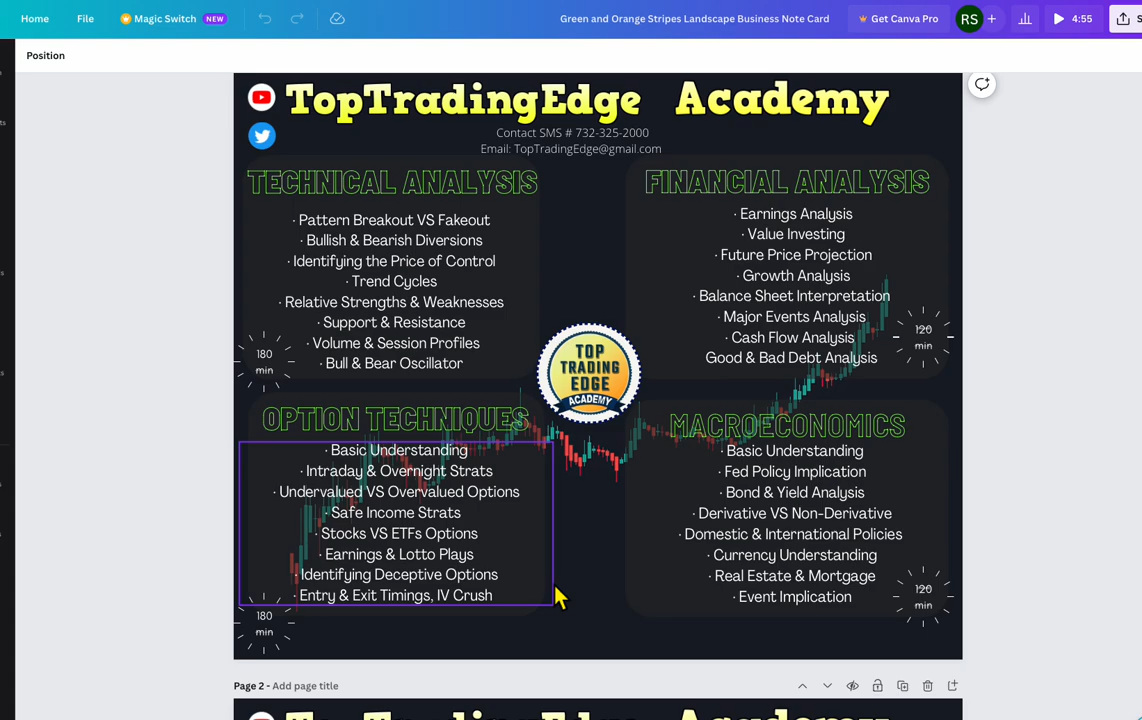 Home File Magic Switch NEW Green and Orange Stripes Landscape Business Note Card Get Canva Pro RS + 4:55 S
Position
TopTradingEdge Academy
Contact SMS # 732-325-2000
Email: TopTradingEdge@gmail.com
TECHNICAL ANALYSIS
· Pattern Breakout VS Fakeout
· Bullish & Bearish Diversions
· Identifying the Price of Control
· Trend Cycles
· Relative Strengths & Weaknesses
· Support & Resistance
· Volume & Session Profiles
· Bull & Bear Oscillator
180
min
FINANCIAL ANALYSIS
· Earnings Analysis
· Value Investing
· Future Price Projection
· Growth Analysis
· Balance Sheet Interpretation
· Major Events Analysis
· Cash Flow Analysis
Good & Bad Debt Analysis
120
min
TOP
TRADING
EDGE
ACADEMY
OPTION TECHNIQUES
· Basic Understanding
· Intraday & Overnight Strats
· Undervalued VS Overvalued Options
· Safe Income Strats
· Stocks VS ETFs Options
· Earnings & Lotto Plays
· Identifying Deceptive Options
· Entry & Exit Timings, IV Crush
180
min
MACROECONOMICS
· Basic Understanding
· Fed Policy Implication
· Bond & Yield Analysis
· Derivative VS Non-Derivative
· Domestic & International Policies
· Currency Understanding
· Real Estate & Mortgage
· Event Implication
120
min
Page 2 - Add page title
TopTradingEdge Academy